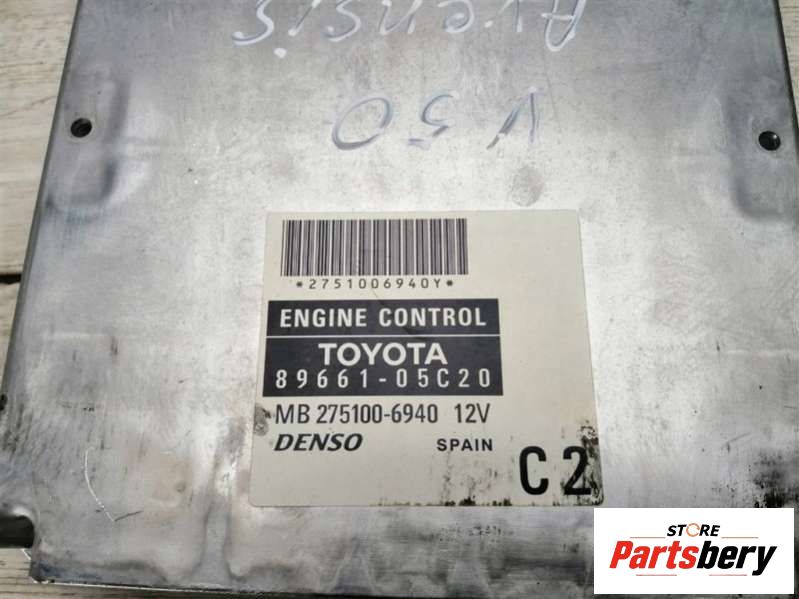 Avensis
V50
*2751006940Y*
ENGINE CONTROL
TOYOTA
89661-05C20
MB 275100-6940 12V
DENSO SPAIN
C2
STORE
Partsbery